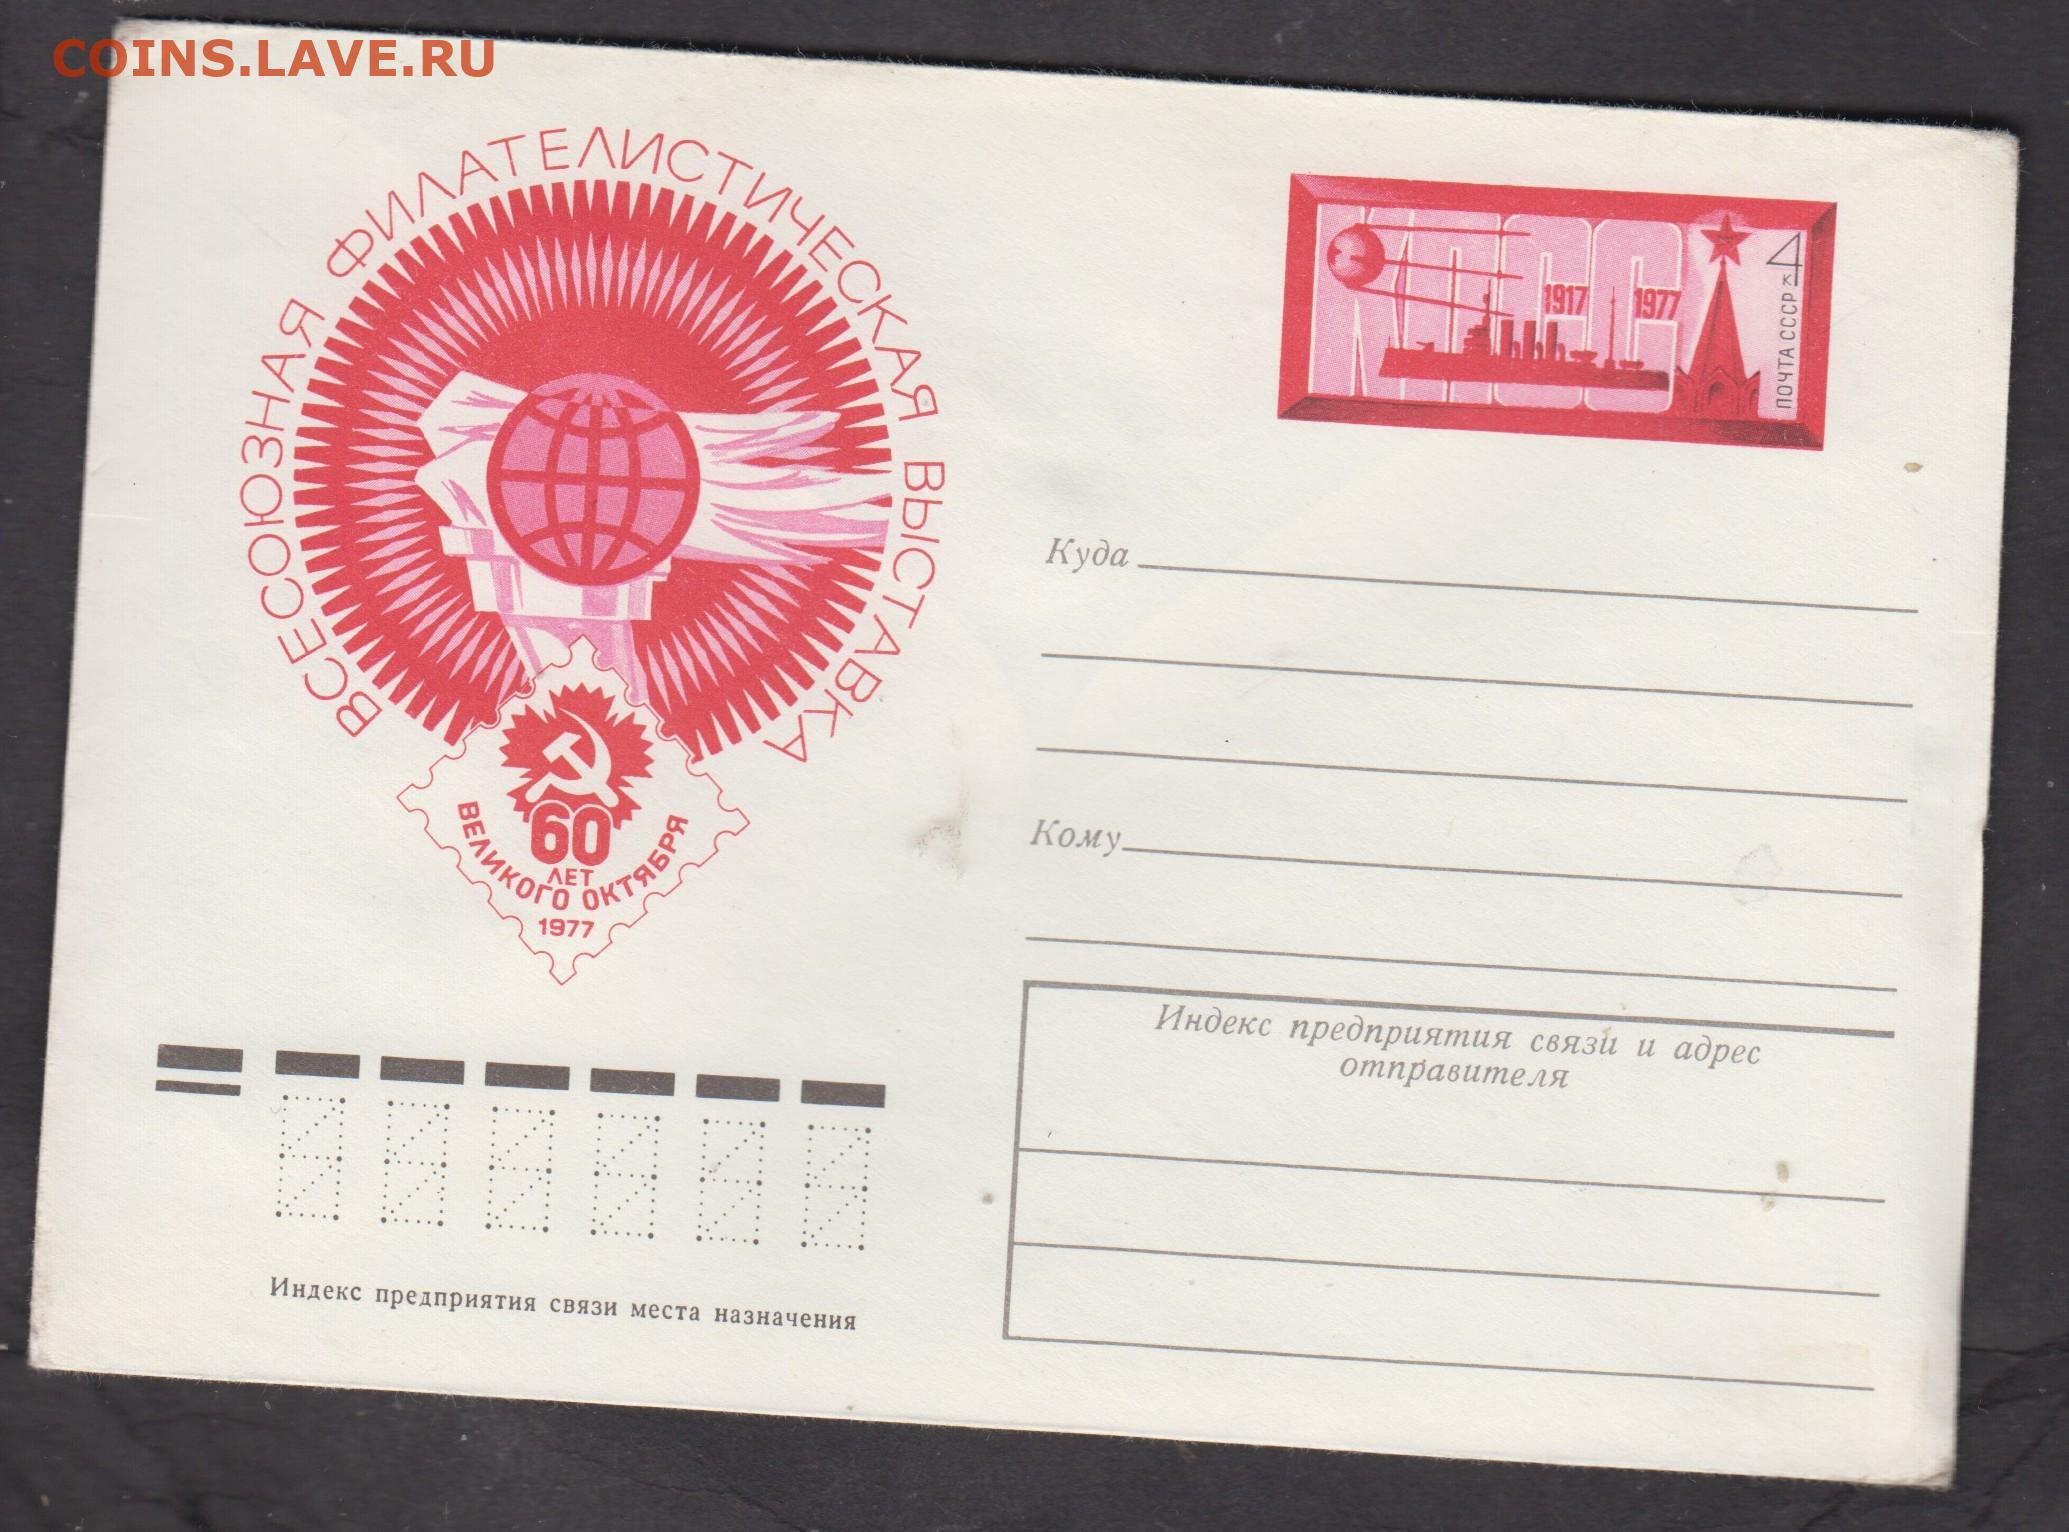 COINS.LAVE.RU
ВСЕСОЮЗНАЯ ФИЛАТЕЛИСТИЧЕСКАЯ ВЫСТАВКА
КПСС
1917 1977
4 к
ПОЧТА СССР
Куда
60
ЛЕТ
ВЕЛИКОГО ОКТЯБРЯ
1977
Кому
Индекс предприятия связи и адрес
отправителя
Индекс предприятия связи места назначения